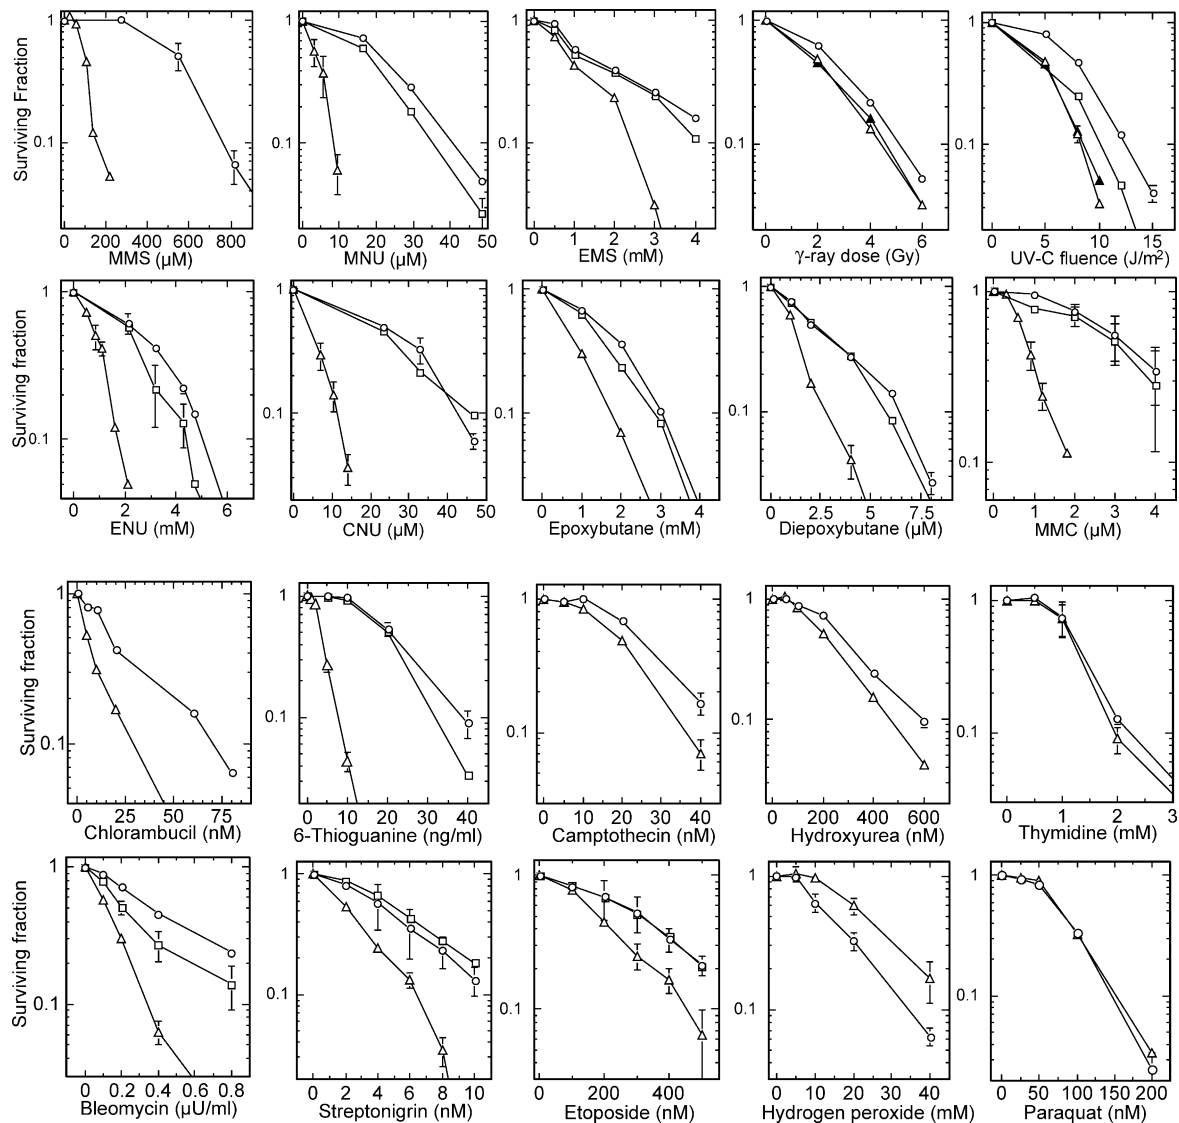 Surviving Fraction
1
0.1
0 200 400 600 800
MMS (µM)
1
0.1
0 10 20 30 40 50
MNU (µM)
1
0.1
0 1 2 3 4
EMS (mM)
1
0.1
0 2 4 6
γ-ray dose (Gy)
1
0.1
0 5 10 15
UV-C fluence (J/m²)
Surviving fraction
1
0.1
0 2 4 6
ENU (mM)
1
0.1
0 10 20 30 40 50
CNU (µM)
1
0.1
0 1 2 3 4
Epoxybutane (mM)
1
0.1
0 2.5 5 7.5
Diepoxybutane (µM)
1
0.1
0 1 2 3 4
MMC (µM)
Surviving fraction
1
0.1
0 25 50 75
Chlorambucil (nM)
1
0.1
0 10 20 30 40
6-Thioguanine (ng/ml)
1
0.1
0 10 20 30 40
Camptothecin (nM)
1
0.1
0 200 400 600
Hydroxyurea (nM)
1
0.1
0 1 2 3
Thymidine (mM)
Surviving fraction
1
0.1
0 0.2 0.4 0.6 0.8
Bleomycin (µU/ml)
1
0.1
0 2 4 6 8 10
Streptonigrin (nM)
1
0.1
0 200 400
Etoposide (nM)
1
0.1
0 10 20 30 40
Hydrogen peroxide (mM)
1
0.1
0 50 100 150 200
Paraquat (nM)